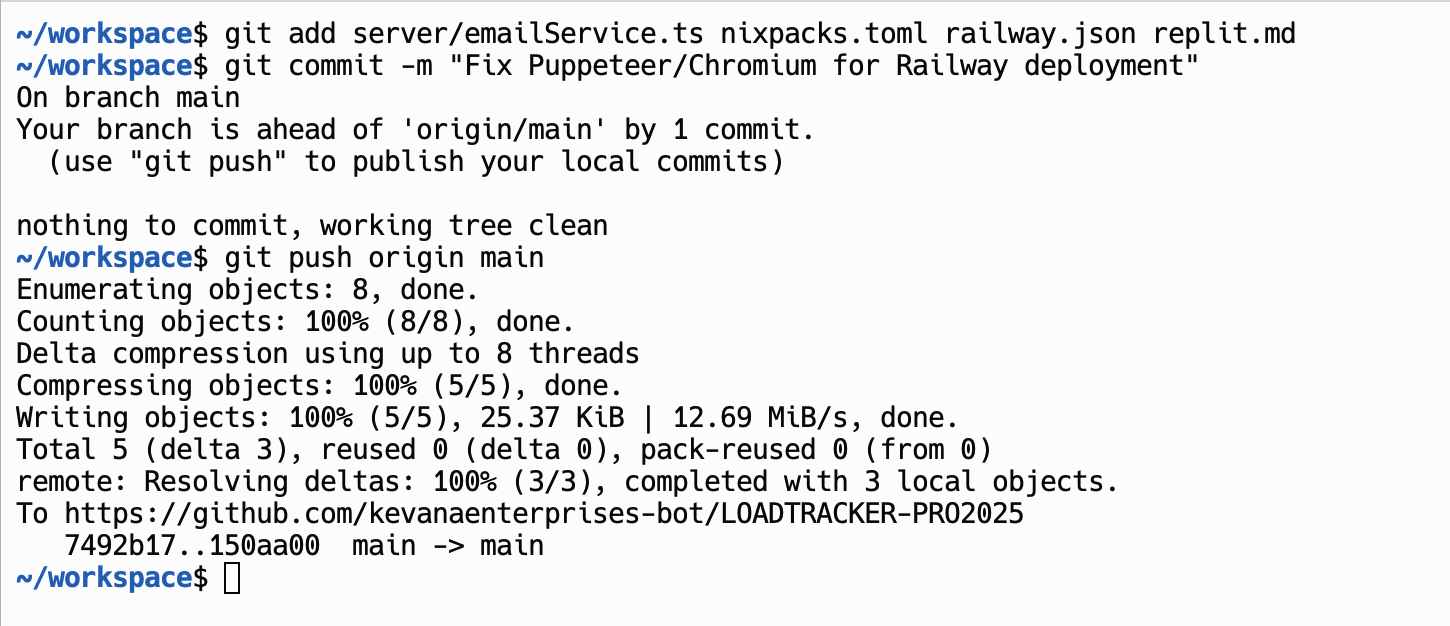 ~/workspace$ git add server/emailService.ts nixpacks.toml railway.json replit.md
~/workspace$ git commit -m "Fix Puppeteer/Chromium for Railway deployment"
On branch main
Your branch is ahead of 'origin/main' by 1 commit.
  (use "git push" to publish your local commits)

nothing to commit, working tree clean
~/workspace$ git push origin main
Enumerating objects: 8, done.
Counting objects: 100% (8/8), done.
Delta compression using up to 8 threads
Compressing objects: 100% (5/5), done.
Writing objects: 100% (5/5), 25.37 KiB | 12.69 MiB/s, done.
Total 5 (delta 3), reused 0 (delta 0), pack-reused 0 (from 0)
remote: Resolving deltas: 100% (3/3), completed with 3 local objects.
To https://github.com/kevanaenterprises-bot/LOADTRACKER-PRO2025
   7492b17..150aa00  main -> main
~/workspace$